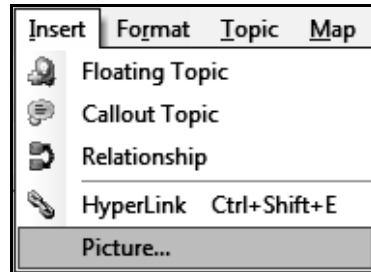 Insert Format Topic Map
Floating Topic
Callout Topic
Relationship
HyperLink Ctrl+Shift+E
Picture...